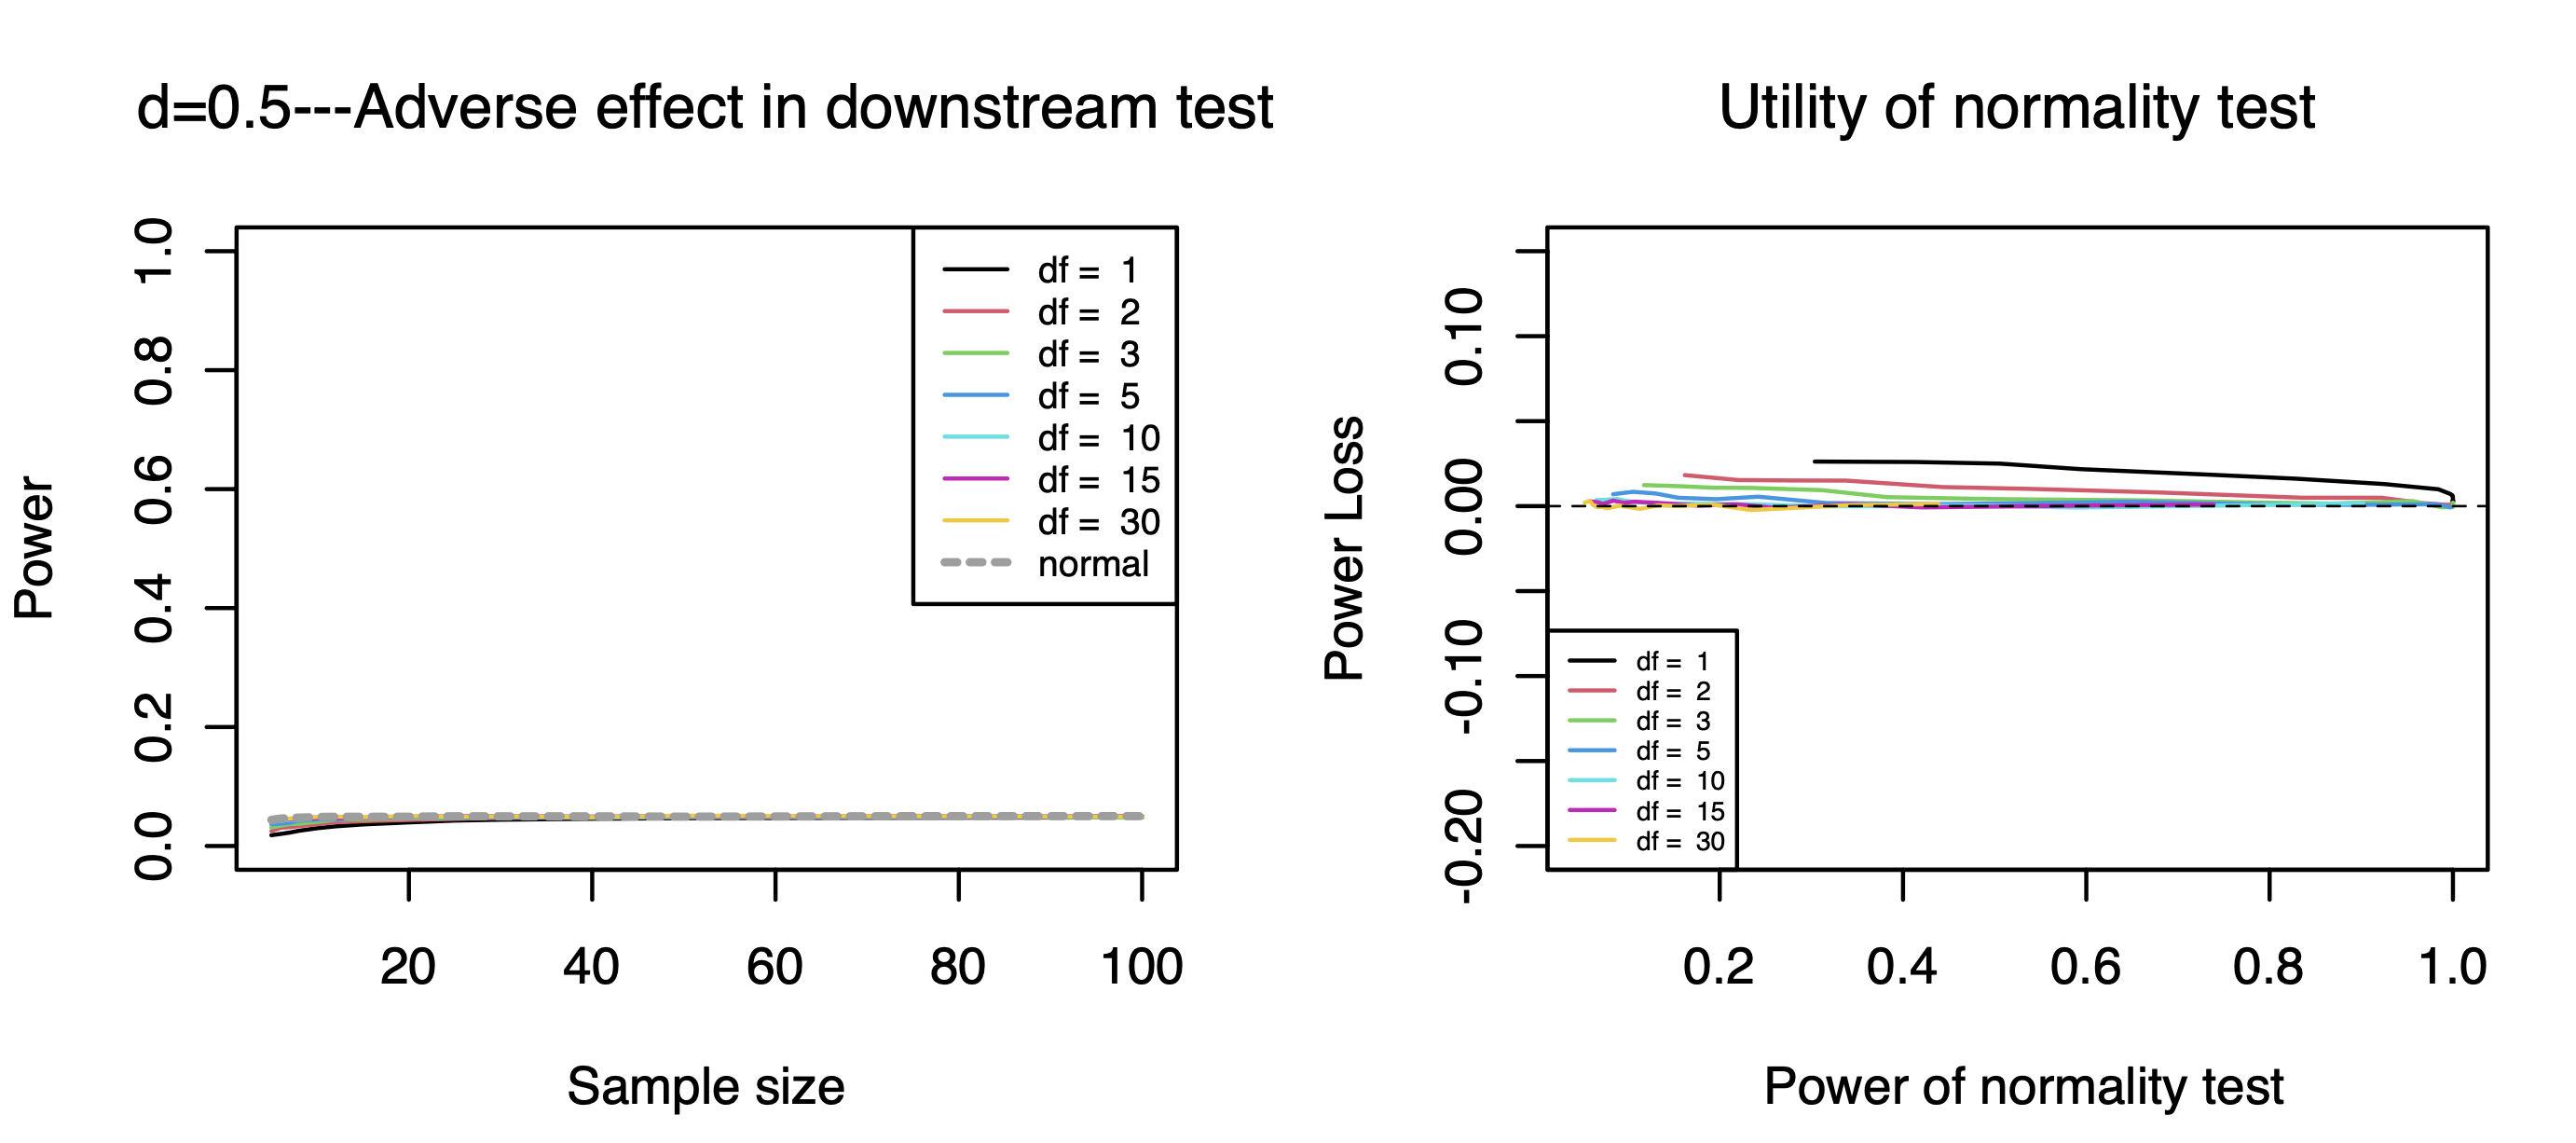 d=0.5---Adverse effect in downstream test
Power
1.0
0.8
0.6
0.4
0.2
0.0
df = 1
df = 2
df = 3
df = 5
df = 10
df = 15
df = 30
normal
20 40 60 80 100
Sample size
Utility of normality test
Power Loss
0.10
0.00
-0.10
-0.20
df = 1
df = 2
df = 3
df = 5
df = 10
df = 15
df = 30
0.2 0.4 0.6 0.8 1.0
Power of normality test